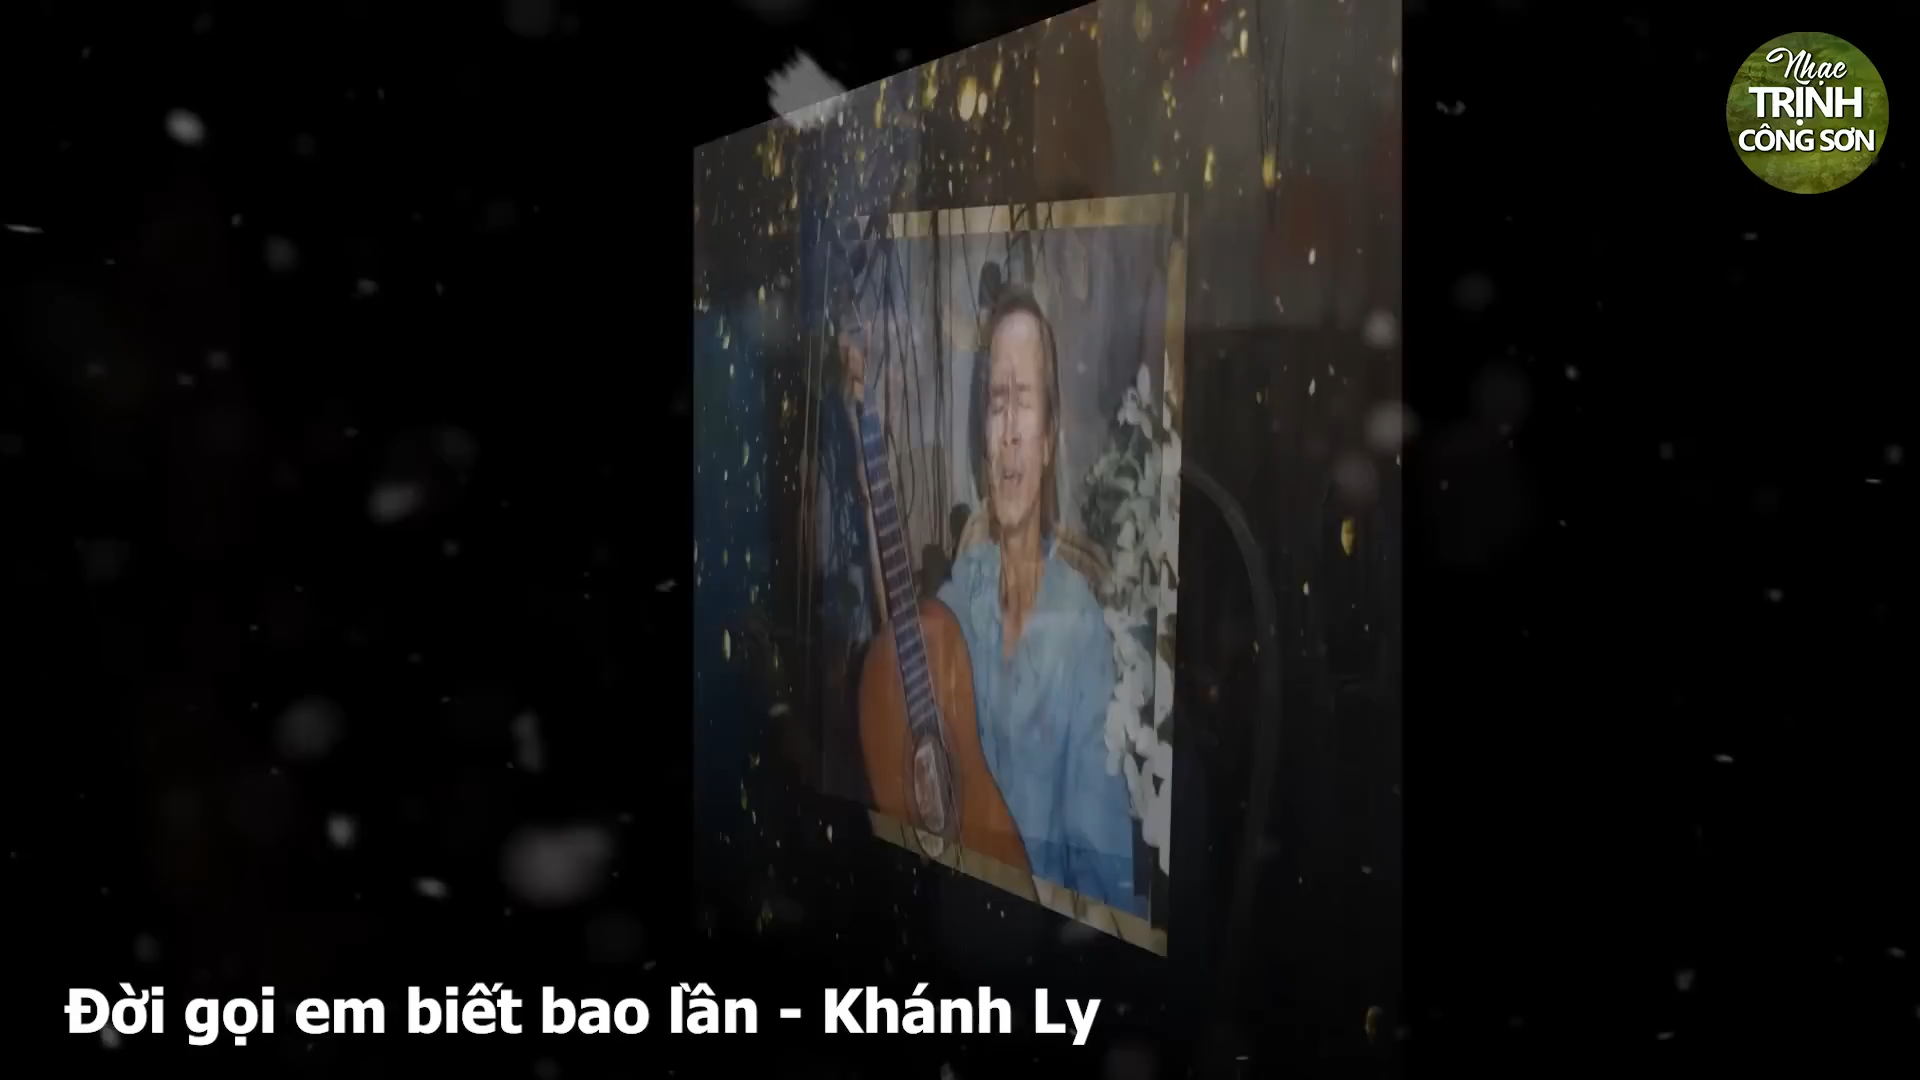 Nhạc
TRỊNH
CÔNG SƠN
Đời gọi em biết bao lần - Khánh Ly